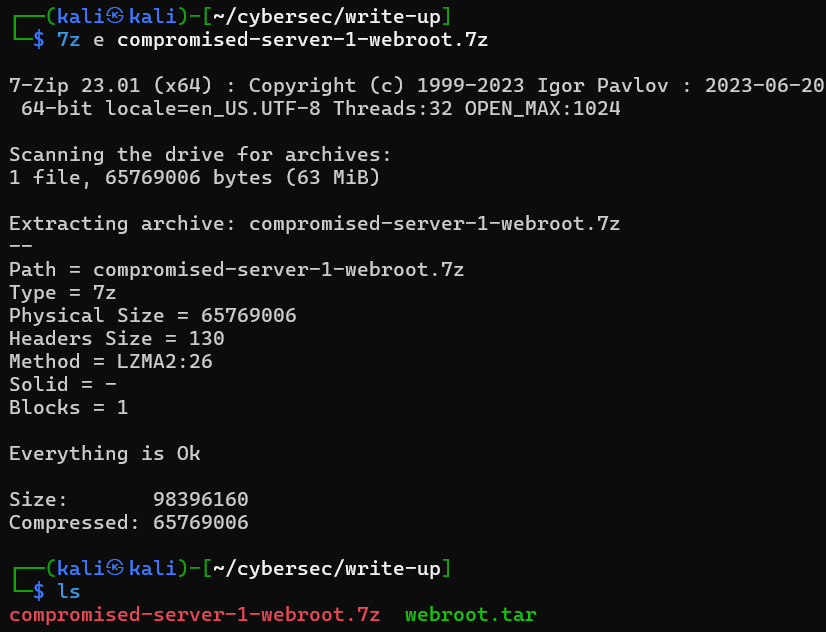 ┌──(kali㉿kali)-[~/cybersec/write-up]
└─$ 7z e compromised-server-1-webroot.7z

7-Zip 23.01 (x64) : Copyright (c) 1999-2023 Igor Pavlov : 2023-06-20
 64-bit locale=en_US.UTF-8 Threads:32 OPEN_MAX:1024

Scanning the drive for archives:
1 file, 65769006 bytes (63 MiB)

Extracting archive: compromised-server-1-webroot.7z
--
Path = compromised-server-1-webroot.7z
Type = 7z
Physical Size = 65769006
Headers Size = 130
Method = LZMA2:26
Solid = -
Blocks = 1

Everything is Ok

Size:       98396160
Compressed: 65769006

┌──(kali㉿kali)-[~/cybersec/write-up]
└─$ ls
compromised-server-1-webroot.7z  webroot.tar